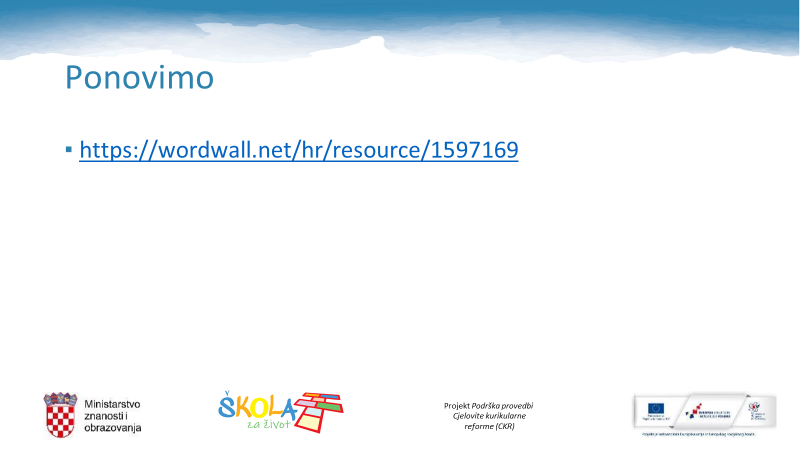 Ponovimo
▪ https://wordwall.net/hr/resource/1597169
Ministarstvo
znanosti i
obrazovanja
ŠKOLA
za život
Projekt Podrška provedbi
Cjelovite kurikularne
reforme (CKR)